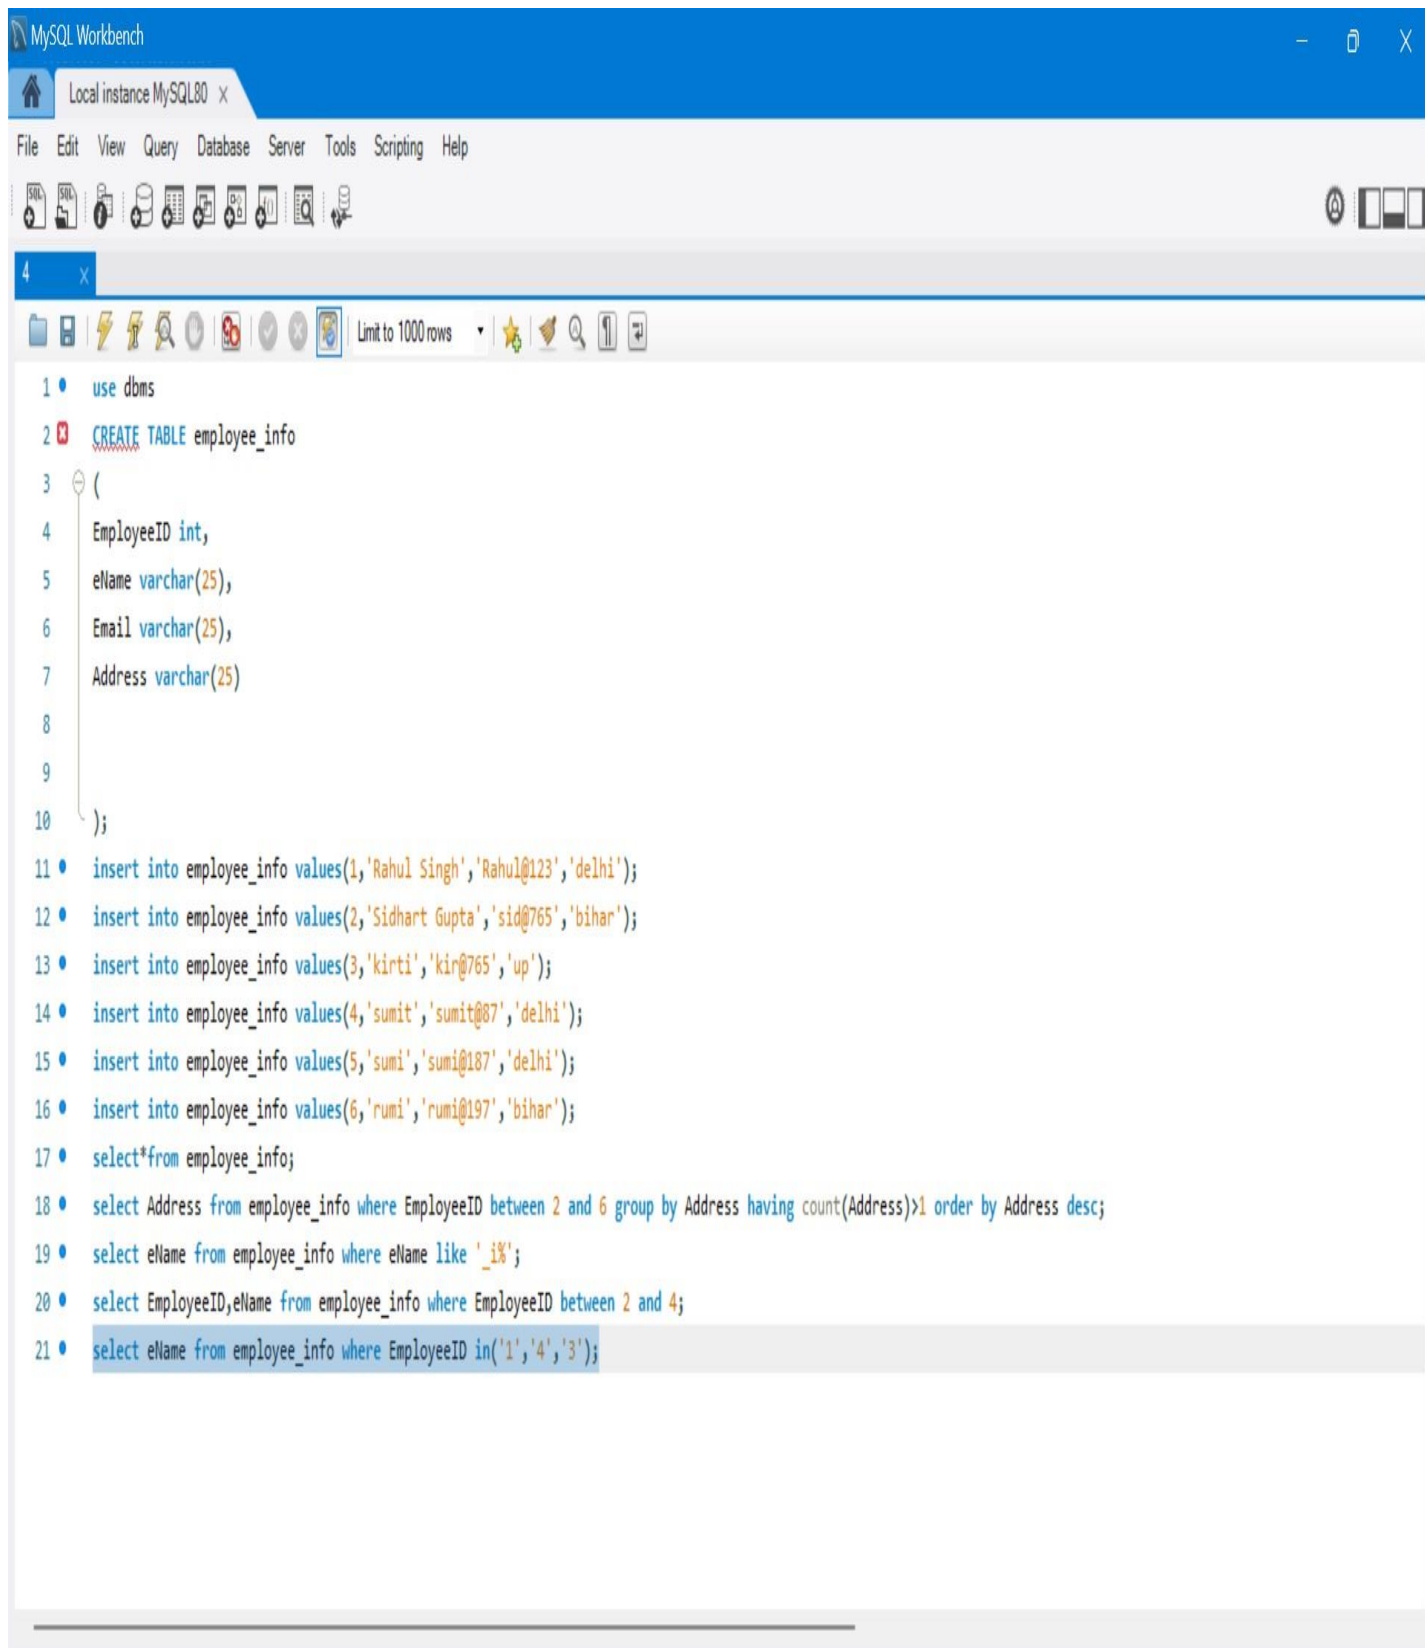 MySQL Workbench
Local instance MySQL80
File Edit View Query Database Server Tools Scripting Help
4
Limit to 1000 rows
1 use dbms
2 CREATE TABLE employee_info
3 (
4 EmployeeID int,
5 eName varchar(25),
6 Email varchar(25),
7 Address varchar(25)
8
9
10 );
11 insert into employee_info values(1,'Rahul Singh','Rahul@123','delhi');
12 insert into employee_info values(2,'Sidhart Gupta','sid@765','bihar');
13 insert into employee_info values(3,'kirti','kir@765','up');
14 insert into employee_info values(4,'sumit','sumit@87','delhi');
15 insert into employee_info values(5,'sumi','sumi@187','delhi');
16 insert into employee_info values(6,'rumi','rumi@197','bihar');
17 select*from employee_info;
18 select Address from employee_info where EmployeeID between 2 and 6 group by Address having count(Address)>1 order by Address desc;
19 select eName from employee_info where eName like '_i%';
20 select EmployeeID,eName from employee_info where EmployeeID between 2 and 4;
21 select eName from employee_info where EmployeeID in('1','4','3');